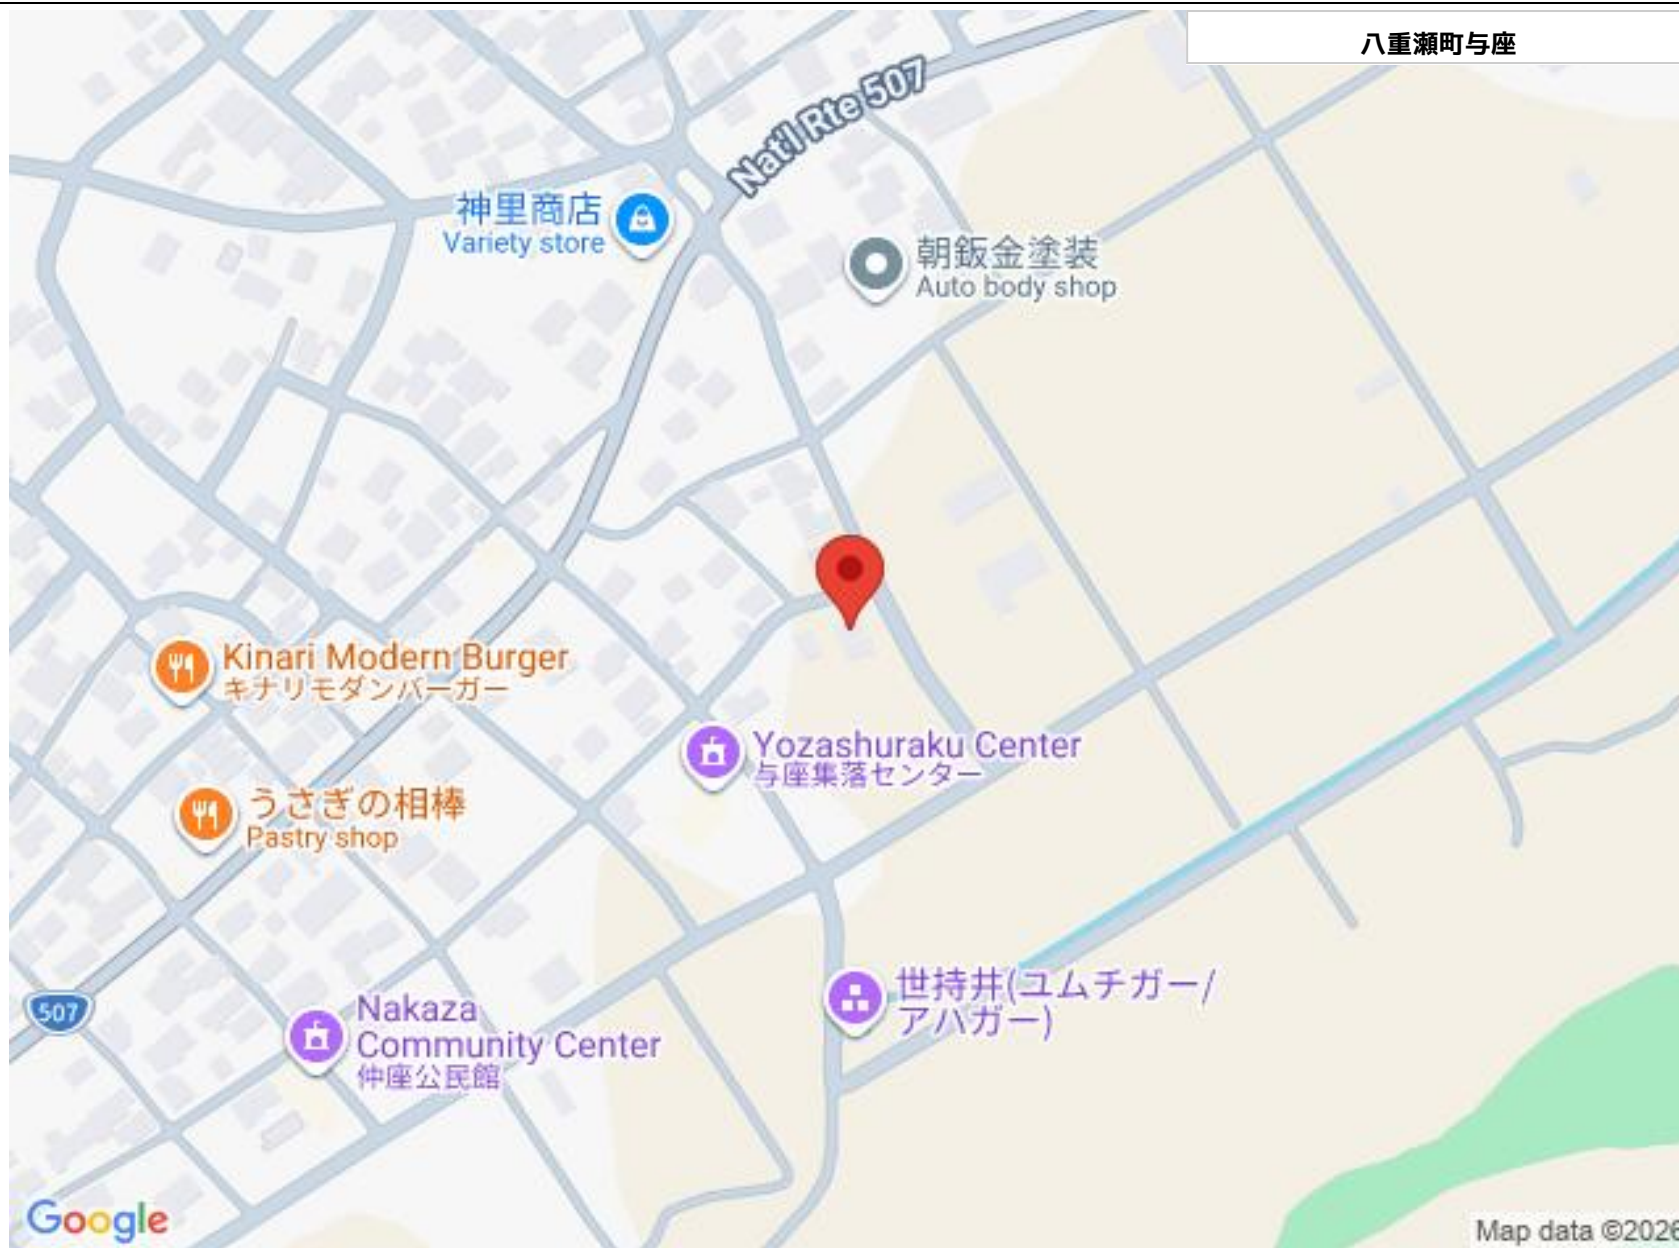 八重瀬町与座
Nat'l Rte 507
神里商店
Variety store
朝鈑金塗装
Auto body shop
Kinari Modern Burger
キナリモダンバーガー
Yozashuraku Center
与座集落センター
うさぎの相棒
Pastry shop
世持井(ユムチガー/
アハガー)
507
Nakaza
Community Center
仲座公民館
Google
Map data ©2026